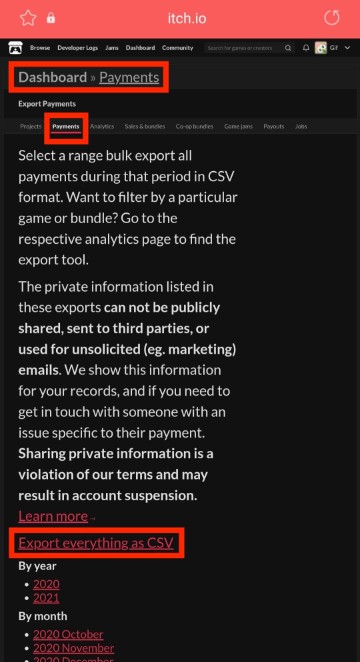 itch.io
Browse Developer Logs Jams Dashboard Community Search for games or creators Gif
Dashboard » Payments
Export Payments
Projects Payments Analytics Sales & bundles Co-op bundles Game jams Payouts Jobs
Select a range bulk export all
payments during that period in CSV
format. Want to filter by a particular
game or bundle? Go to the
respective analytics page to find the
export tool.
The private information listed in
these exports can not be publicly
shared, sent to third parties, or
used for unsolicited (eg. marketing)
emails. We show this information
for your records, and if you need to
get in touch with someone with an
issue specific to their payment.
Sharing private information is a
violation of our terms and may
result in account suspension.
Learn more→
Export everything as CSV
By year
• 2020
• 2021
By month
• 2020 October
• 2020 November
• 2020 December